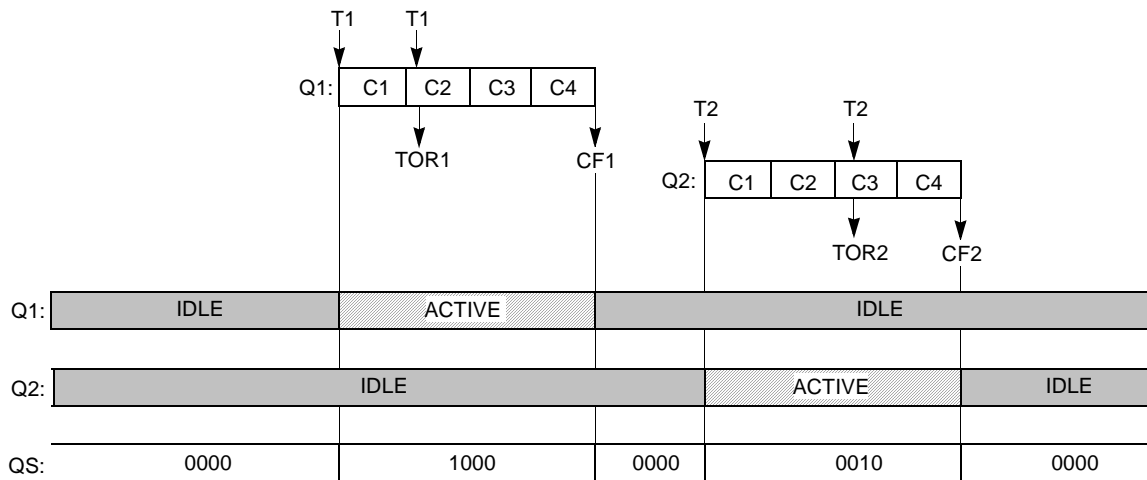 T1 T1
Q1: C1 C2 C3 C4
TOR1 CF1
T2 T2
Q2: C1 C2 C3 C4
TOR2 CF2
Q1: IDLE ACTIVE IDLE
Q2: IDLE ACTIVE IDLE
QS: 0000 1000 0000 0010 0000